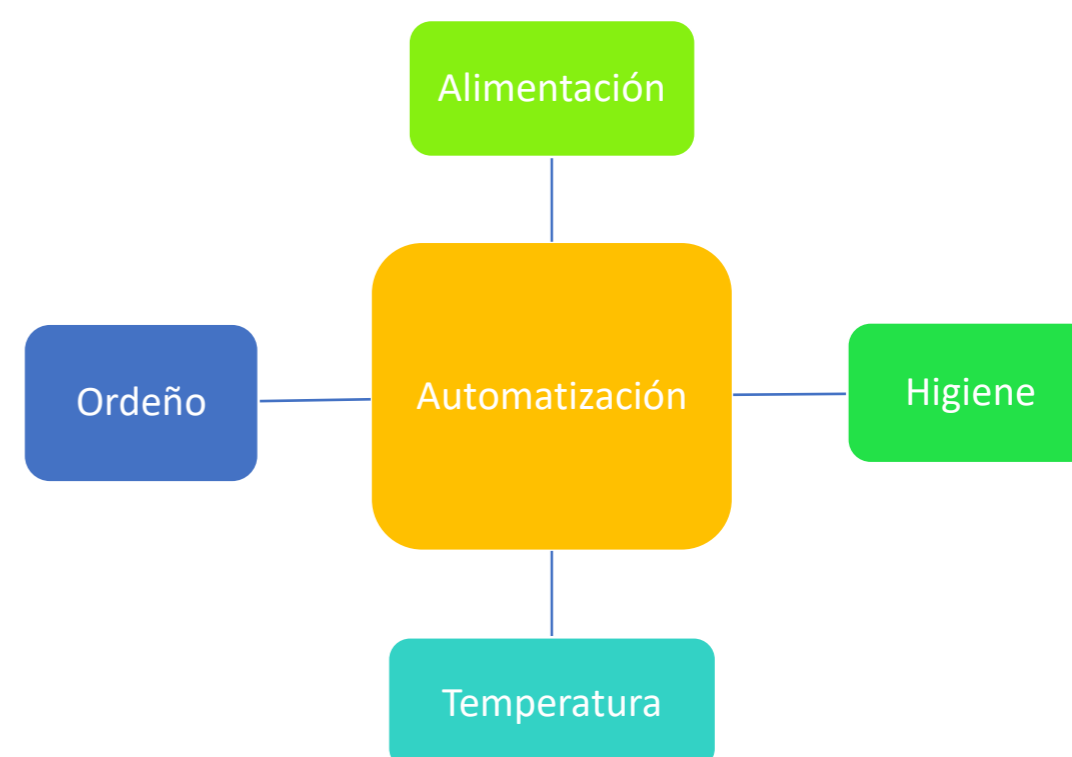 Alimentación
Ordeño
Automatización
Higiene
Temperatura